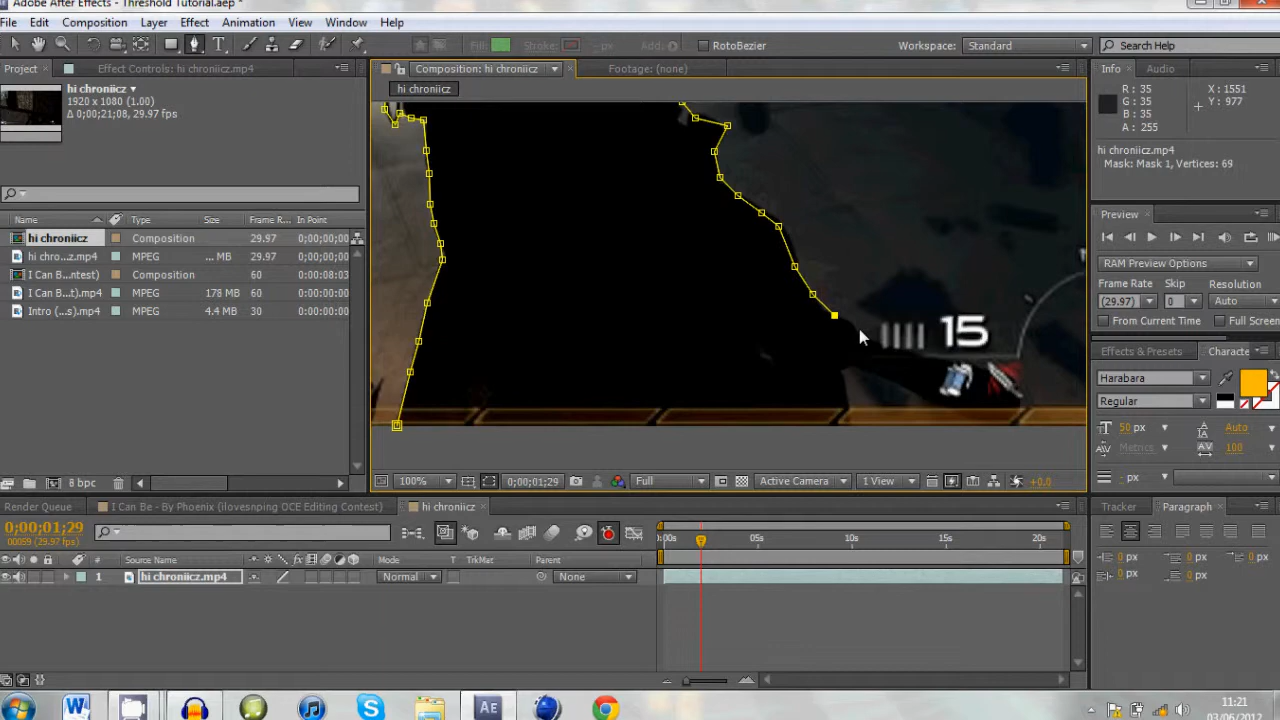 Adobe After Effects - Threshold Tutorial.aep *
File Edit Composition Layer Effect Animation View Window Help
Fill: Stroke: - px Add: RotoBezier Workspace: Standard Search Help
Project Effect Controls: hi chroniicz.mp4 Composition: hi chroniicz Footage: (none) Info Audio
hi chroniicz
1920 x 1080 (1.00)
Δ 0;00;21;08, 29.97 fps
hi chroniicz
R: 35 X: 1551
G: 35 Y: 977
B: 35
A: 255
hi chroniicz.mp4
Mask: Mask 1, Vertices: 69
Name Type Size Frame R... In Point
hi chroniicz Composition 29.97 0;00;00;00
hi chro...z.mp4 MPEG ... MB 29.97
I Can B...ntest) Composition 60 0:00:08:03
I Can B...t).mp4 MPEG 178 MB 60 0:00:00:00
Intro (...s).mp4 MPEG 4.4 MB 30 0:00:00:00
15
Preview
RAM Preview Options
Frame Rate Skip Resolution
(29.97) 0 Auto
From Current Time Full Screen
Effects & Presets Characte
Harabara
Regular
50 px Auto
Metrics 100
- px
8 bpc
100% 0;00;01;29 Full Active Camera 1 View +0.0
Render Queue I Can Be - By Phoenix (ilovesnping OCE Editing Contest) hi chroniicz
Tracker Paragraph
0;00;01;29
00059 (29.97 fps)
0:00s 05s 10s 15s 20s
# Source Name Mode T TrkMat Parent
1 hi chroniicz.mp4 Normal None
0 px 0 px 0 px
0 px 0 px
11:21
03/06/2012